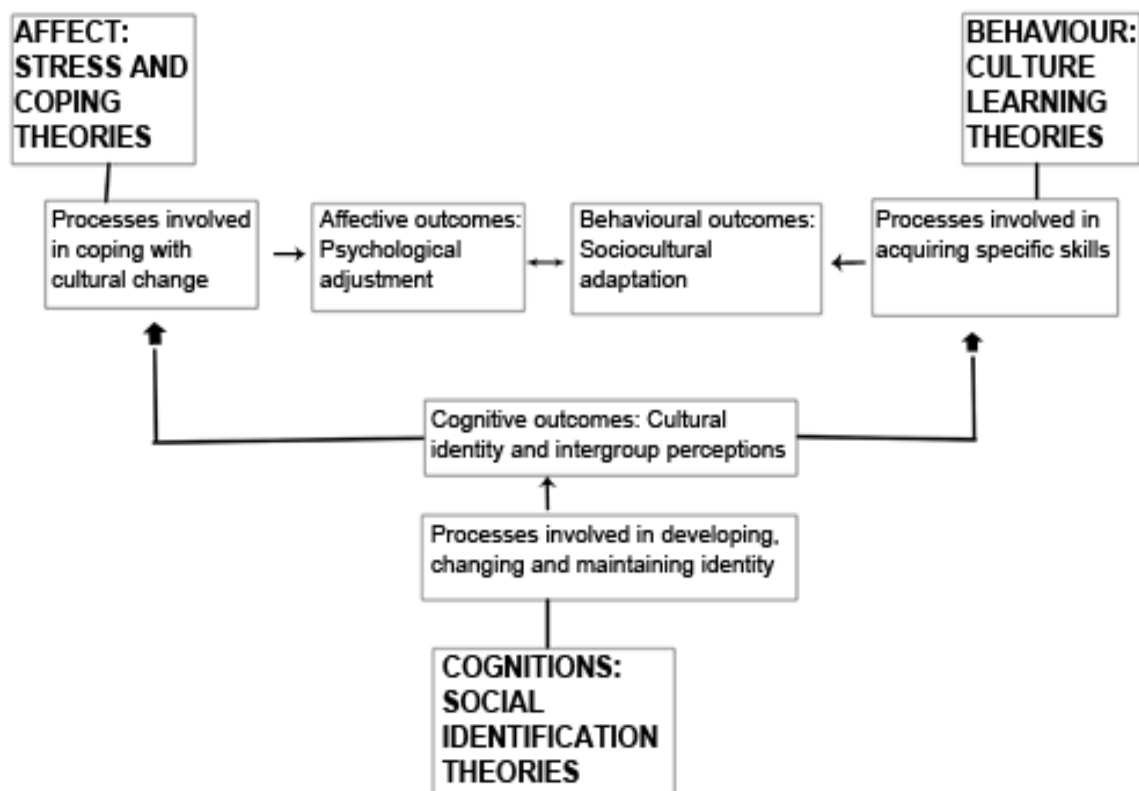 AFFECT:
STRESS AND
COPING
THEORIES
BEHAVIOUR:
CULTURE
LEARNING
THEORIES
Processes involved
in coping with
cultural change
Affective outcomes:
Psychological
adjustment
Behavioural outcomes:
Sociocultural
adaptation
Processes involved in
acquiring specific skills
Cognitive outcomes: Cultural
identity and intergroup perceptions
Processes involved in developing,
changing and maintaining identity
COGNITIONS:
SOCIAL
IDENTIFICATION
THEORIES